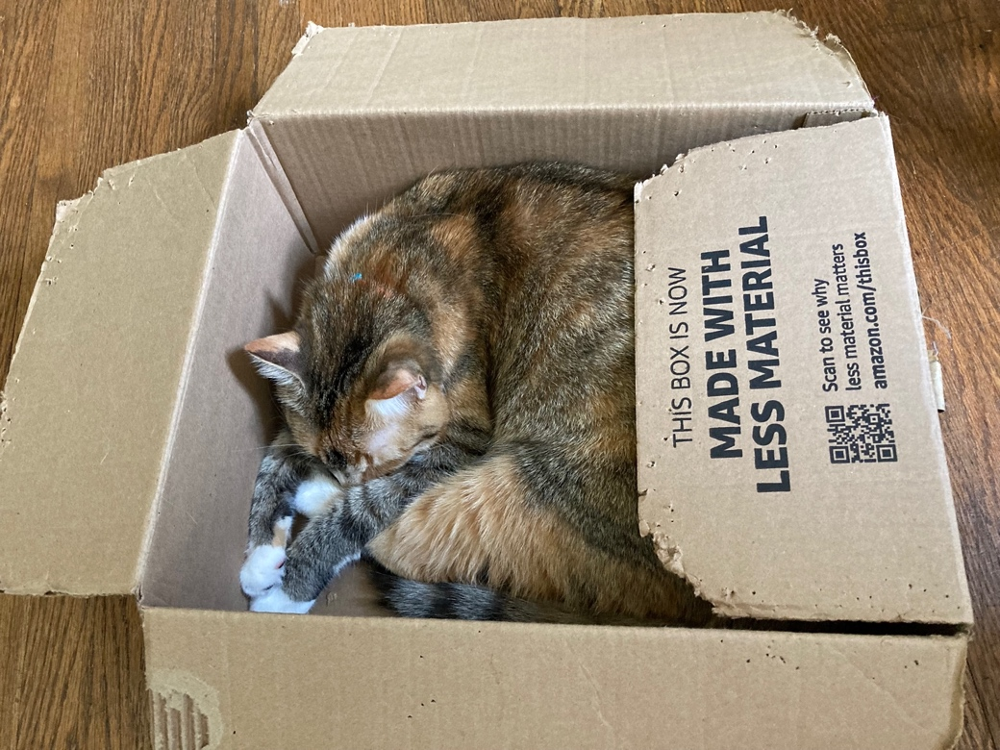 THIS BOX IS NOW
MADE WITH
LESS MATERIAL
Scan to see why
less material matters
amazon.com/thisbox